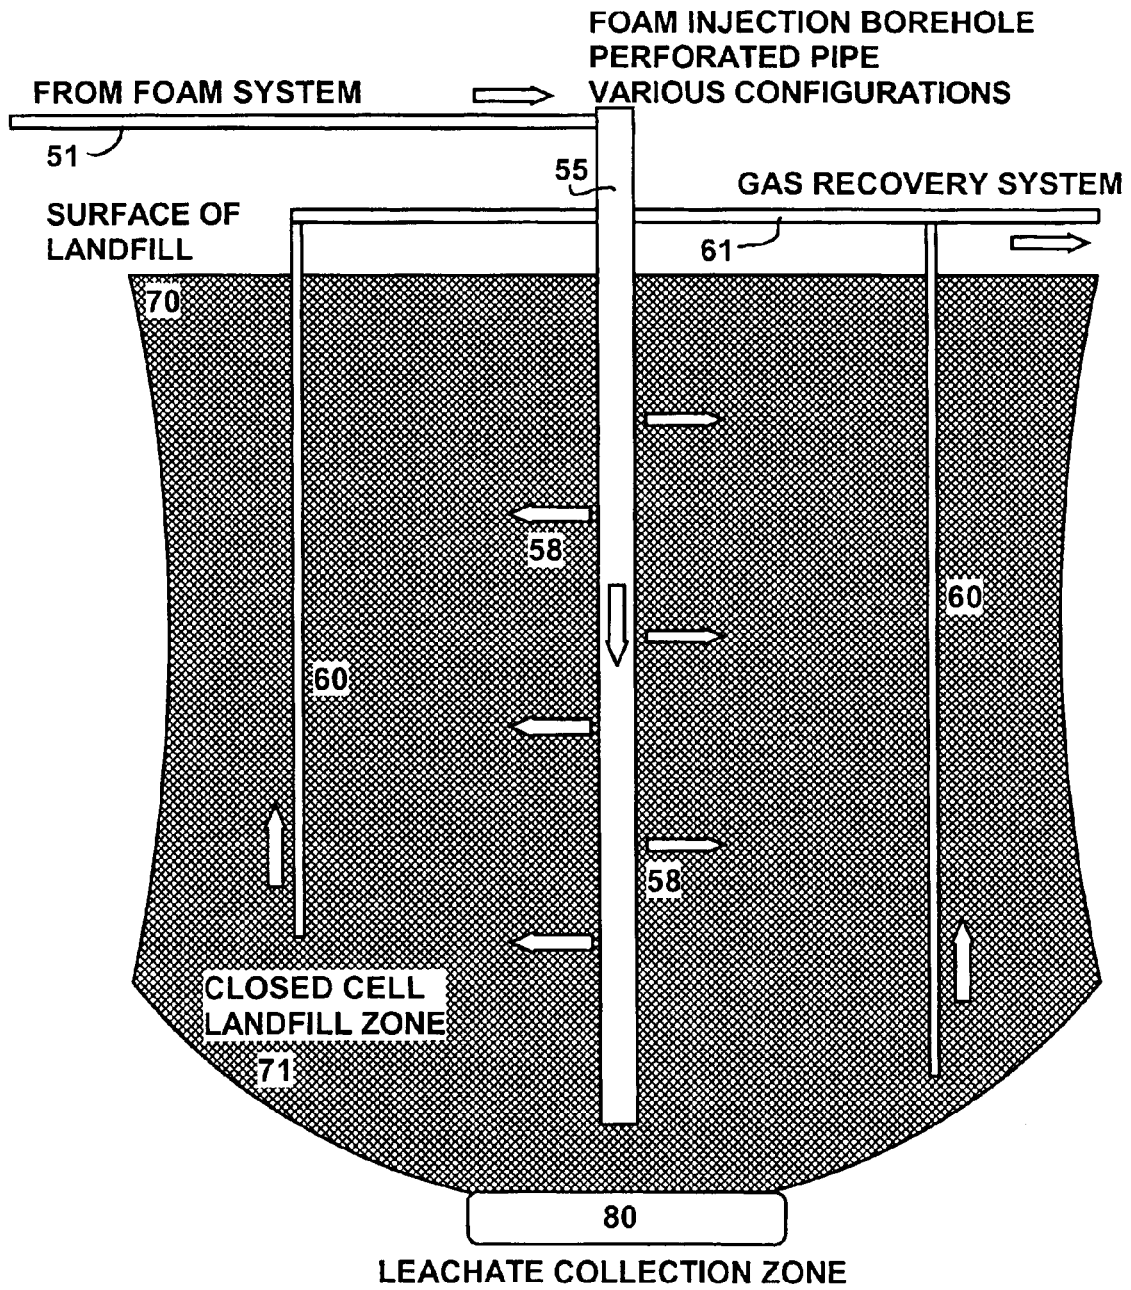 FOAM INJECTION BOREHOLE
PERFORATED PIPE
VARIOUS CONFIGURATIONS
FROM FOAM SYSTEM
51
55
GAS RECOVERY SYSTEM
SURFACE OF
LANDFILL
61
70
58
60
60
58
CLOSED CELL
LANDFILL ZONE
71
80
LEACHATE COLLECTION ZONE